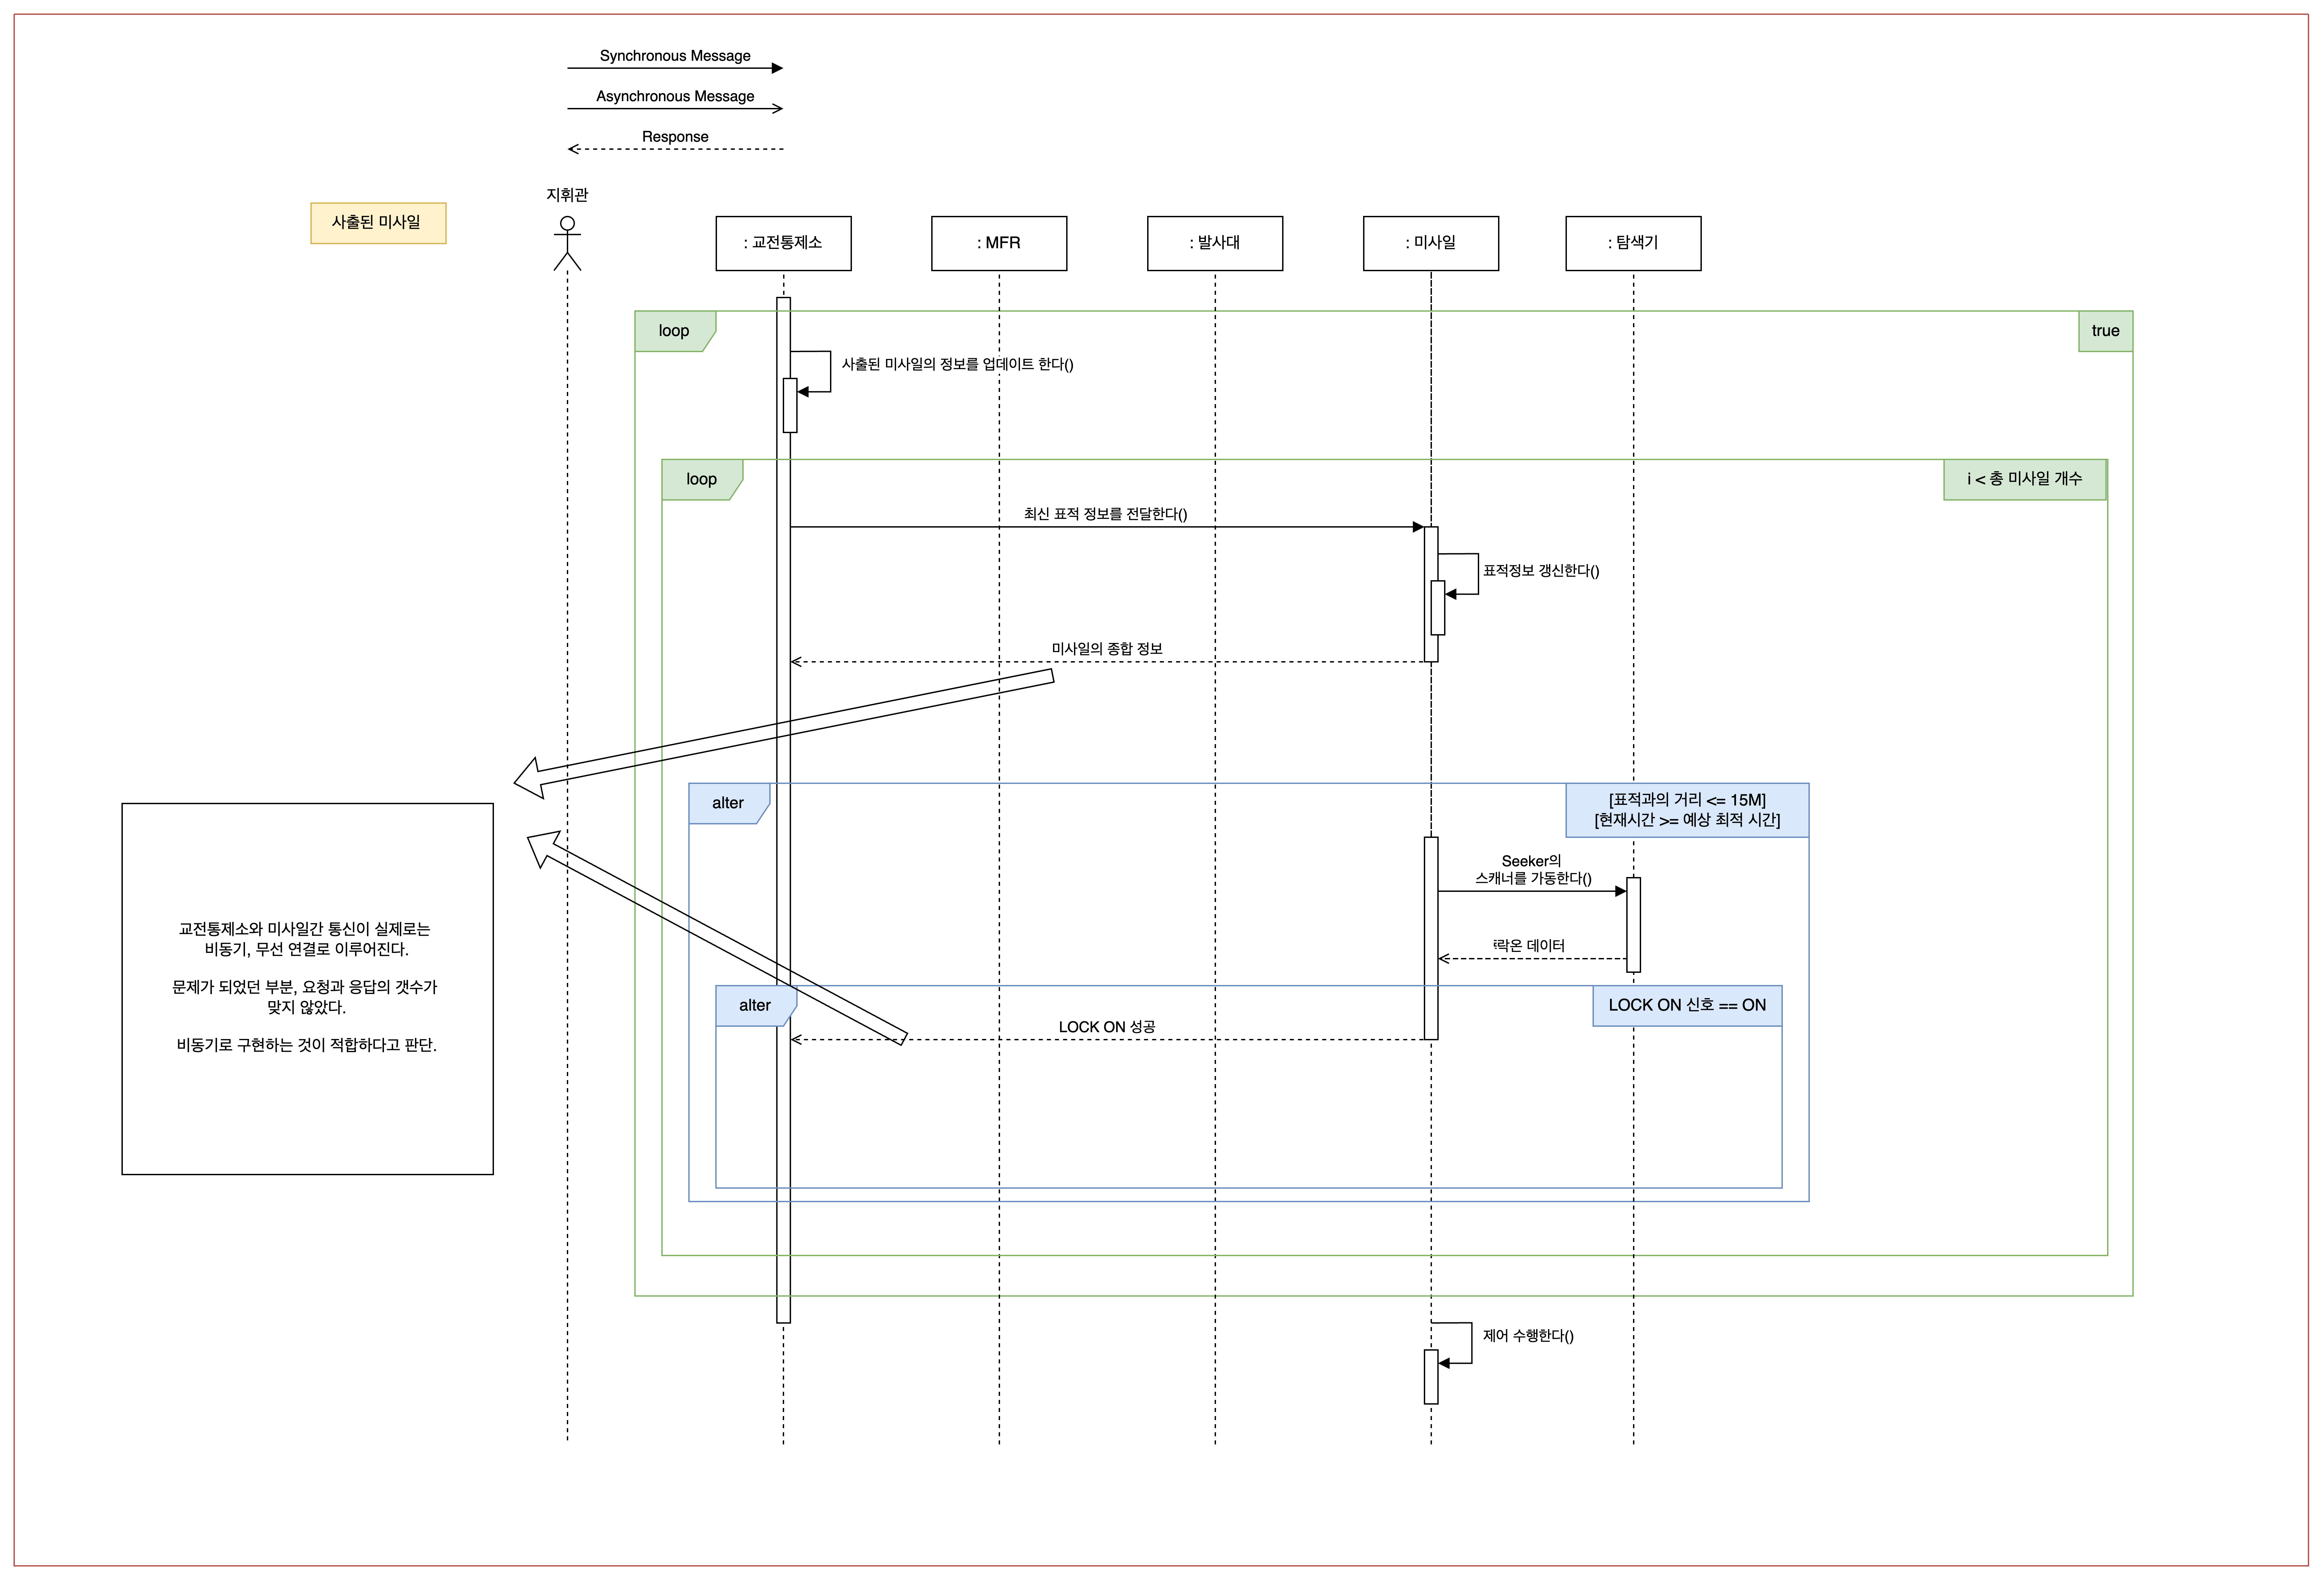 Synchronous Message
Asynchronous Message
Response
지휘관
사출된 미사일
: 교전통제소
: MFR
: 발사대
: 미사일
: 탐색기
loop
true
사출된 미사일의 정보를 업데이트 한다()
loop
i < 총 미사일 개수
최신 표적 정보를 전달한다()
표적정보 갱신한다()
미사일의 종합 정보
alter
[표적과의 거리 <= 15M]
[현재시간 >= 예상 최적 시간]
Seeker의
스캐너를 가동한다()
락온 데이터
교전통제소와 미사일간 통신이 실제로는
비동기, 무선 연결로 이루어진다.
문제가 되었던 부분, 요청과 응답의 갯수가
맞지 않았다.
비동기로 구현하는 것이 적합하다고 판단.
alter
LOCK ON 신호 == ON
LOCK ON 성공
제어 수행한다()